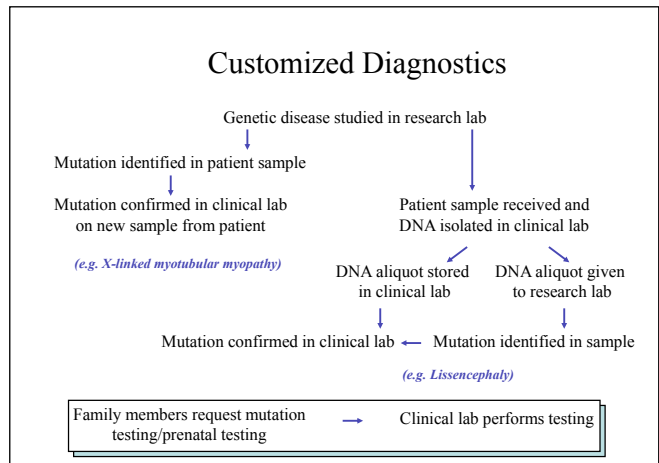 Customized Diagnostics
Genetic disease studied in research lab
Mutation identified in patient sample
Mutation confirmed in clinical lab
on new sample from patient
(e.g. X-linked myotubular myopathy)
Patient sample received and
DNA isolated in clinical lab
DNA aliquot stored
in clinical lab
DNA aliquot given
to research lab
Mutation confirmed in clinical lab
Mutation identified in sample
(e.g. Lissencephaly)
Family members request mutation
testing/prenatal testing
Clinical lab performs testing